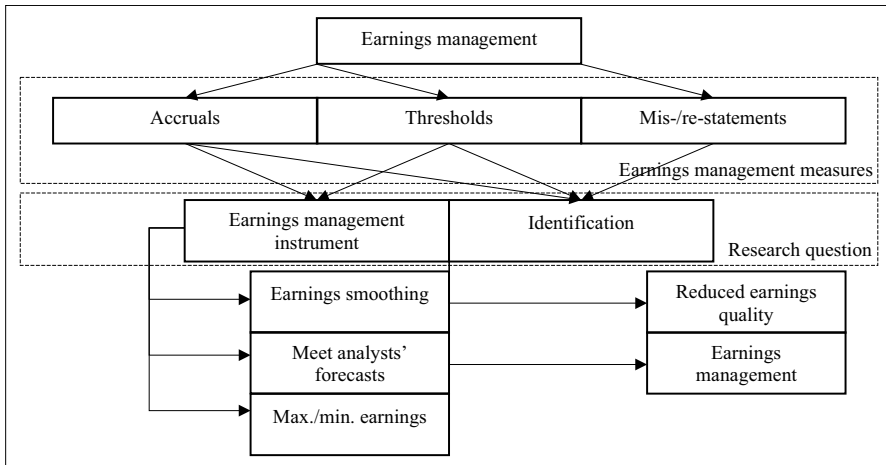 Earnings management
Accruals
Thresholds
Mis-/re-statements
Earnings management measures
Earnings management
instrument
Identification
Research question
Earnings smoothing
Reduced earnings
quality
Meet analysts’
forecasts
Earnings
management
Max./min. earnings